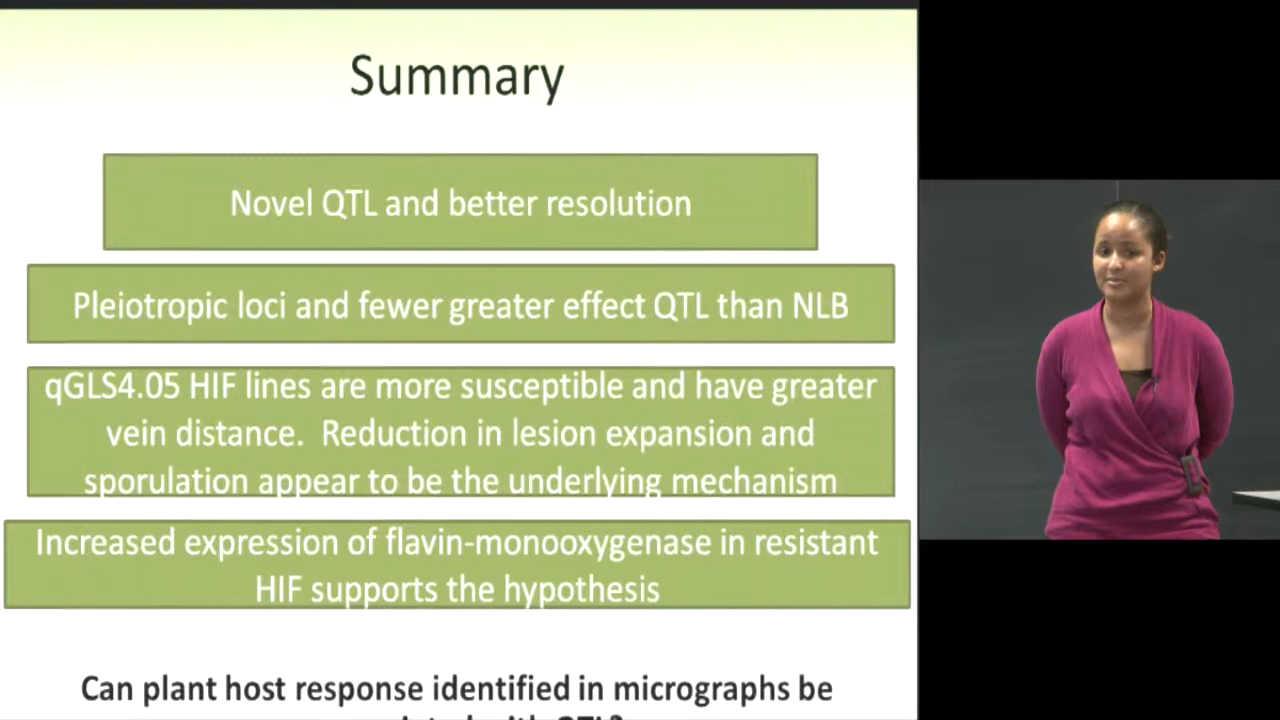 Summary
Novel QTL and better resolution
Pleiotropic loci and fewer greater effect QTL than NLB
qGLS4.05 HIF lines are more susceptible and have greater
vein distance.  Reduction in lesion expansion and
sporulation appear to be the underlying mechanism
Increased expression of flavin-monooxygenase in resistant
HIF supports the hypothesis
Can plant host response identified in micrographs be
with QTL?